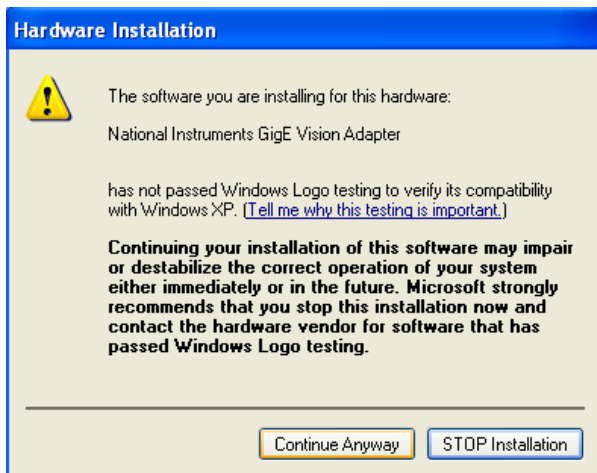 Hardware Installation
The software you are installing for this hardware:
National Instruments GigE Vision Adapter
has not passed Windows Logo testing to verify its compatibility
with Windows XP. (Tell me why this testing is important.)
Continuing your installation of this software may impair
or destabilize the correct operation of your system
either immediately or in the future. Microsoft strongly
recommends that you stop this installation now and
contact the hardware vendor for software that has
passed Windows Logo testing.
Continue Anyway
STOP Installation